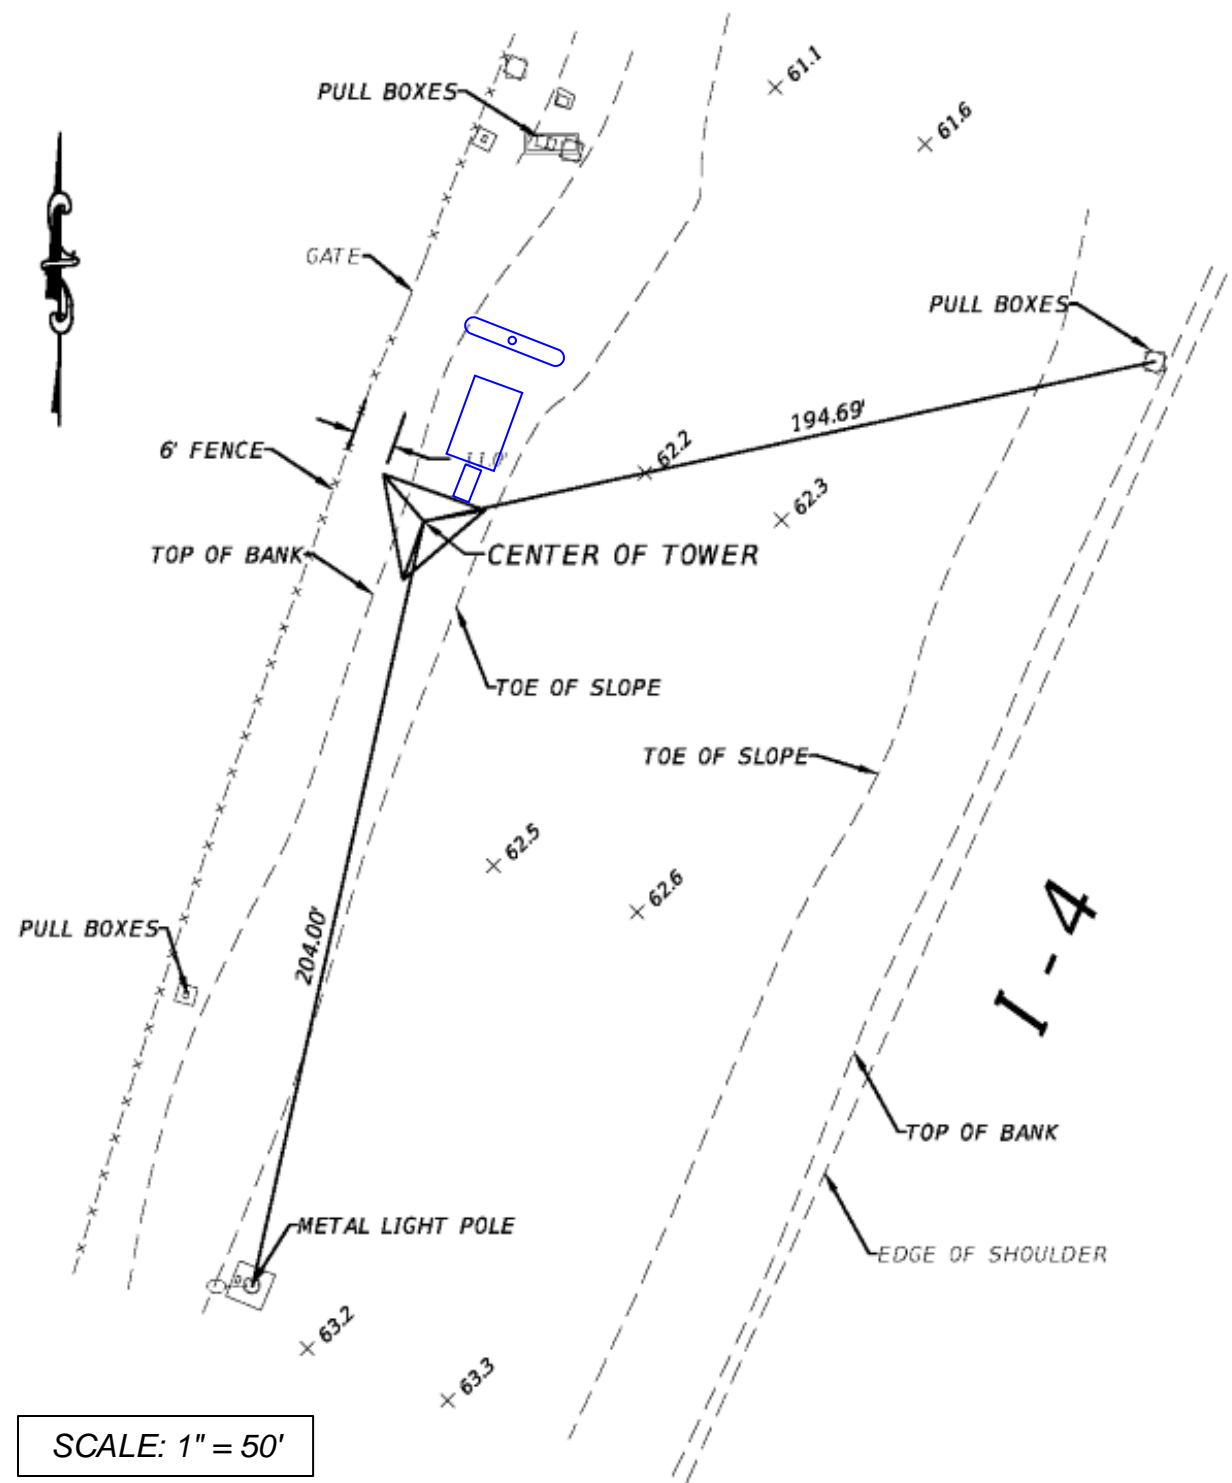 61.1
PULL BOXES
61.6
GATE
PULL BOXES
194.69'
6' FENCE
62.2
62.3
TOP OF BANK
CENTER OF TOWER
TOE OF SLOPE
TOE OF SLOPE
62.5
62.6
I - 4
PULL BOXES
204.00'
TOP OF BANK
METAL LIGHT POLE
EDGE OF SHOULDER
63.2
63.3
SCALE: 1" = 50'